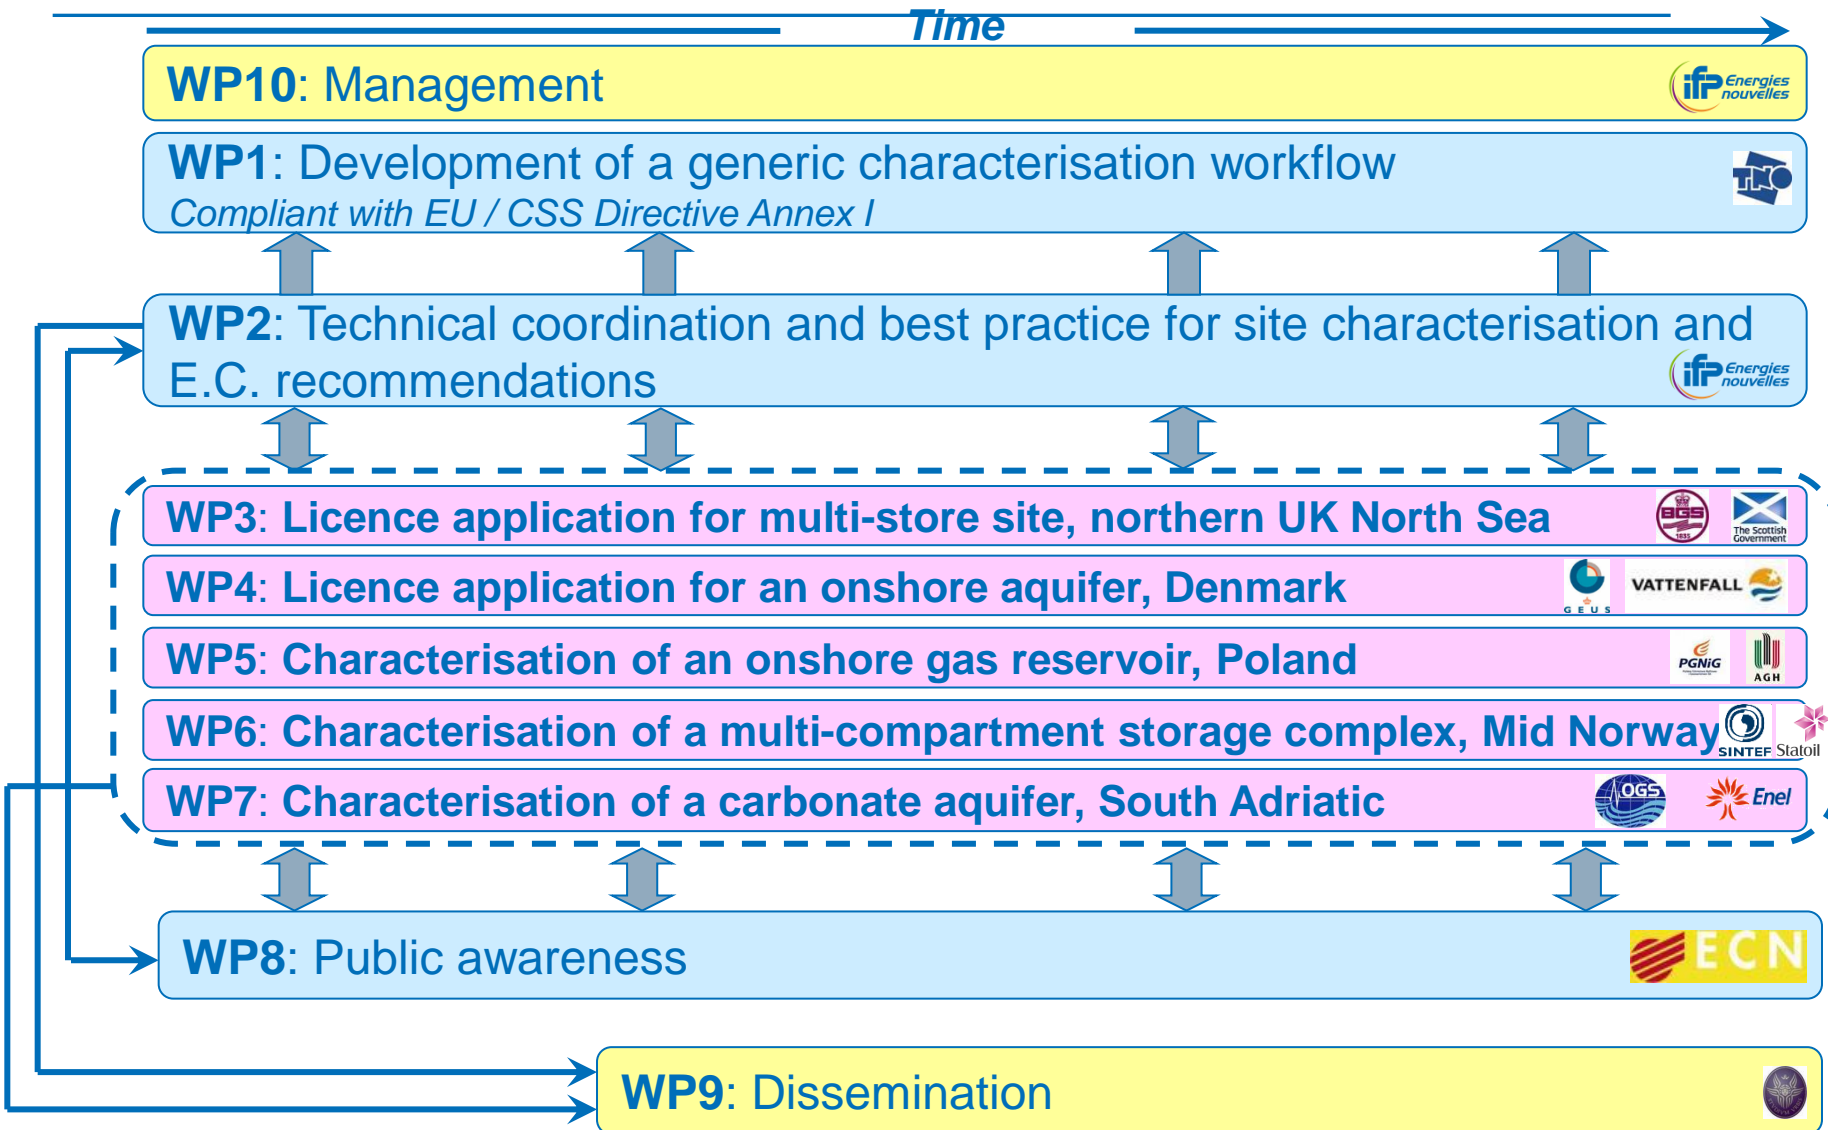 Time
WP10: Management
ifp Energies
nouvelles
WP1: Development of a generic characterisation workflow
Compliant with EU / CSS Directive Annex I
TNO
WP2: Technical coordination and best practice for site characterisation and
E.C. recommendations
ifp Energies
nouvelles
WP3: Licence application for multi-store site, northern UK North Sea
BGS
1835
The Scottish
Government
WP4: Licence application for an onshore aquifer, Denmark
GEUS
VATTENFALL
WP5: Characterisation of an onshore gas reservoir, Poland
PGNiG
AGH
WP6: Characterisation of a multi-compartment storage complex, Mid Norway
SINTEF
Statoil
WP7: Characterisation of a carbonate aquifer, South Adriatic
OGS
Enel
WP8: Public awareness
ECN
WP9: Dissemination